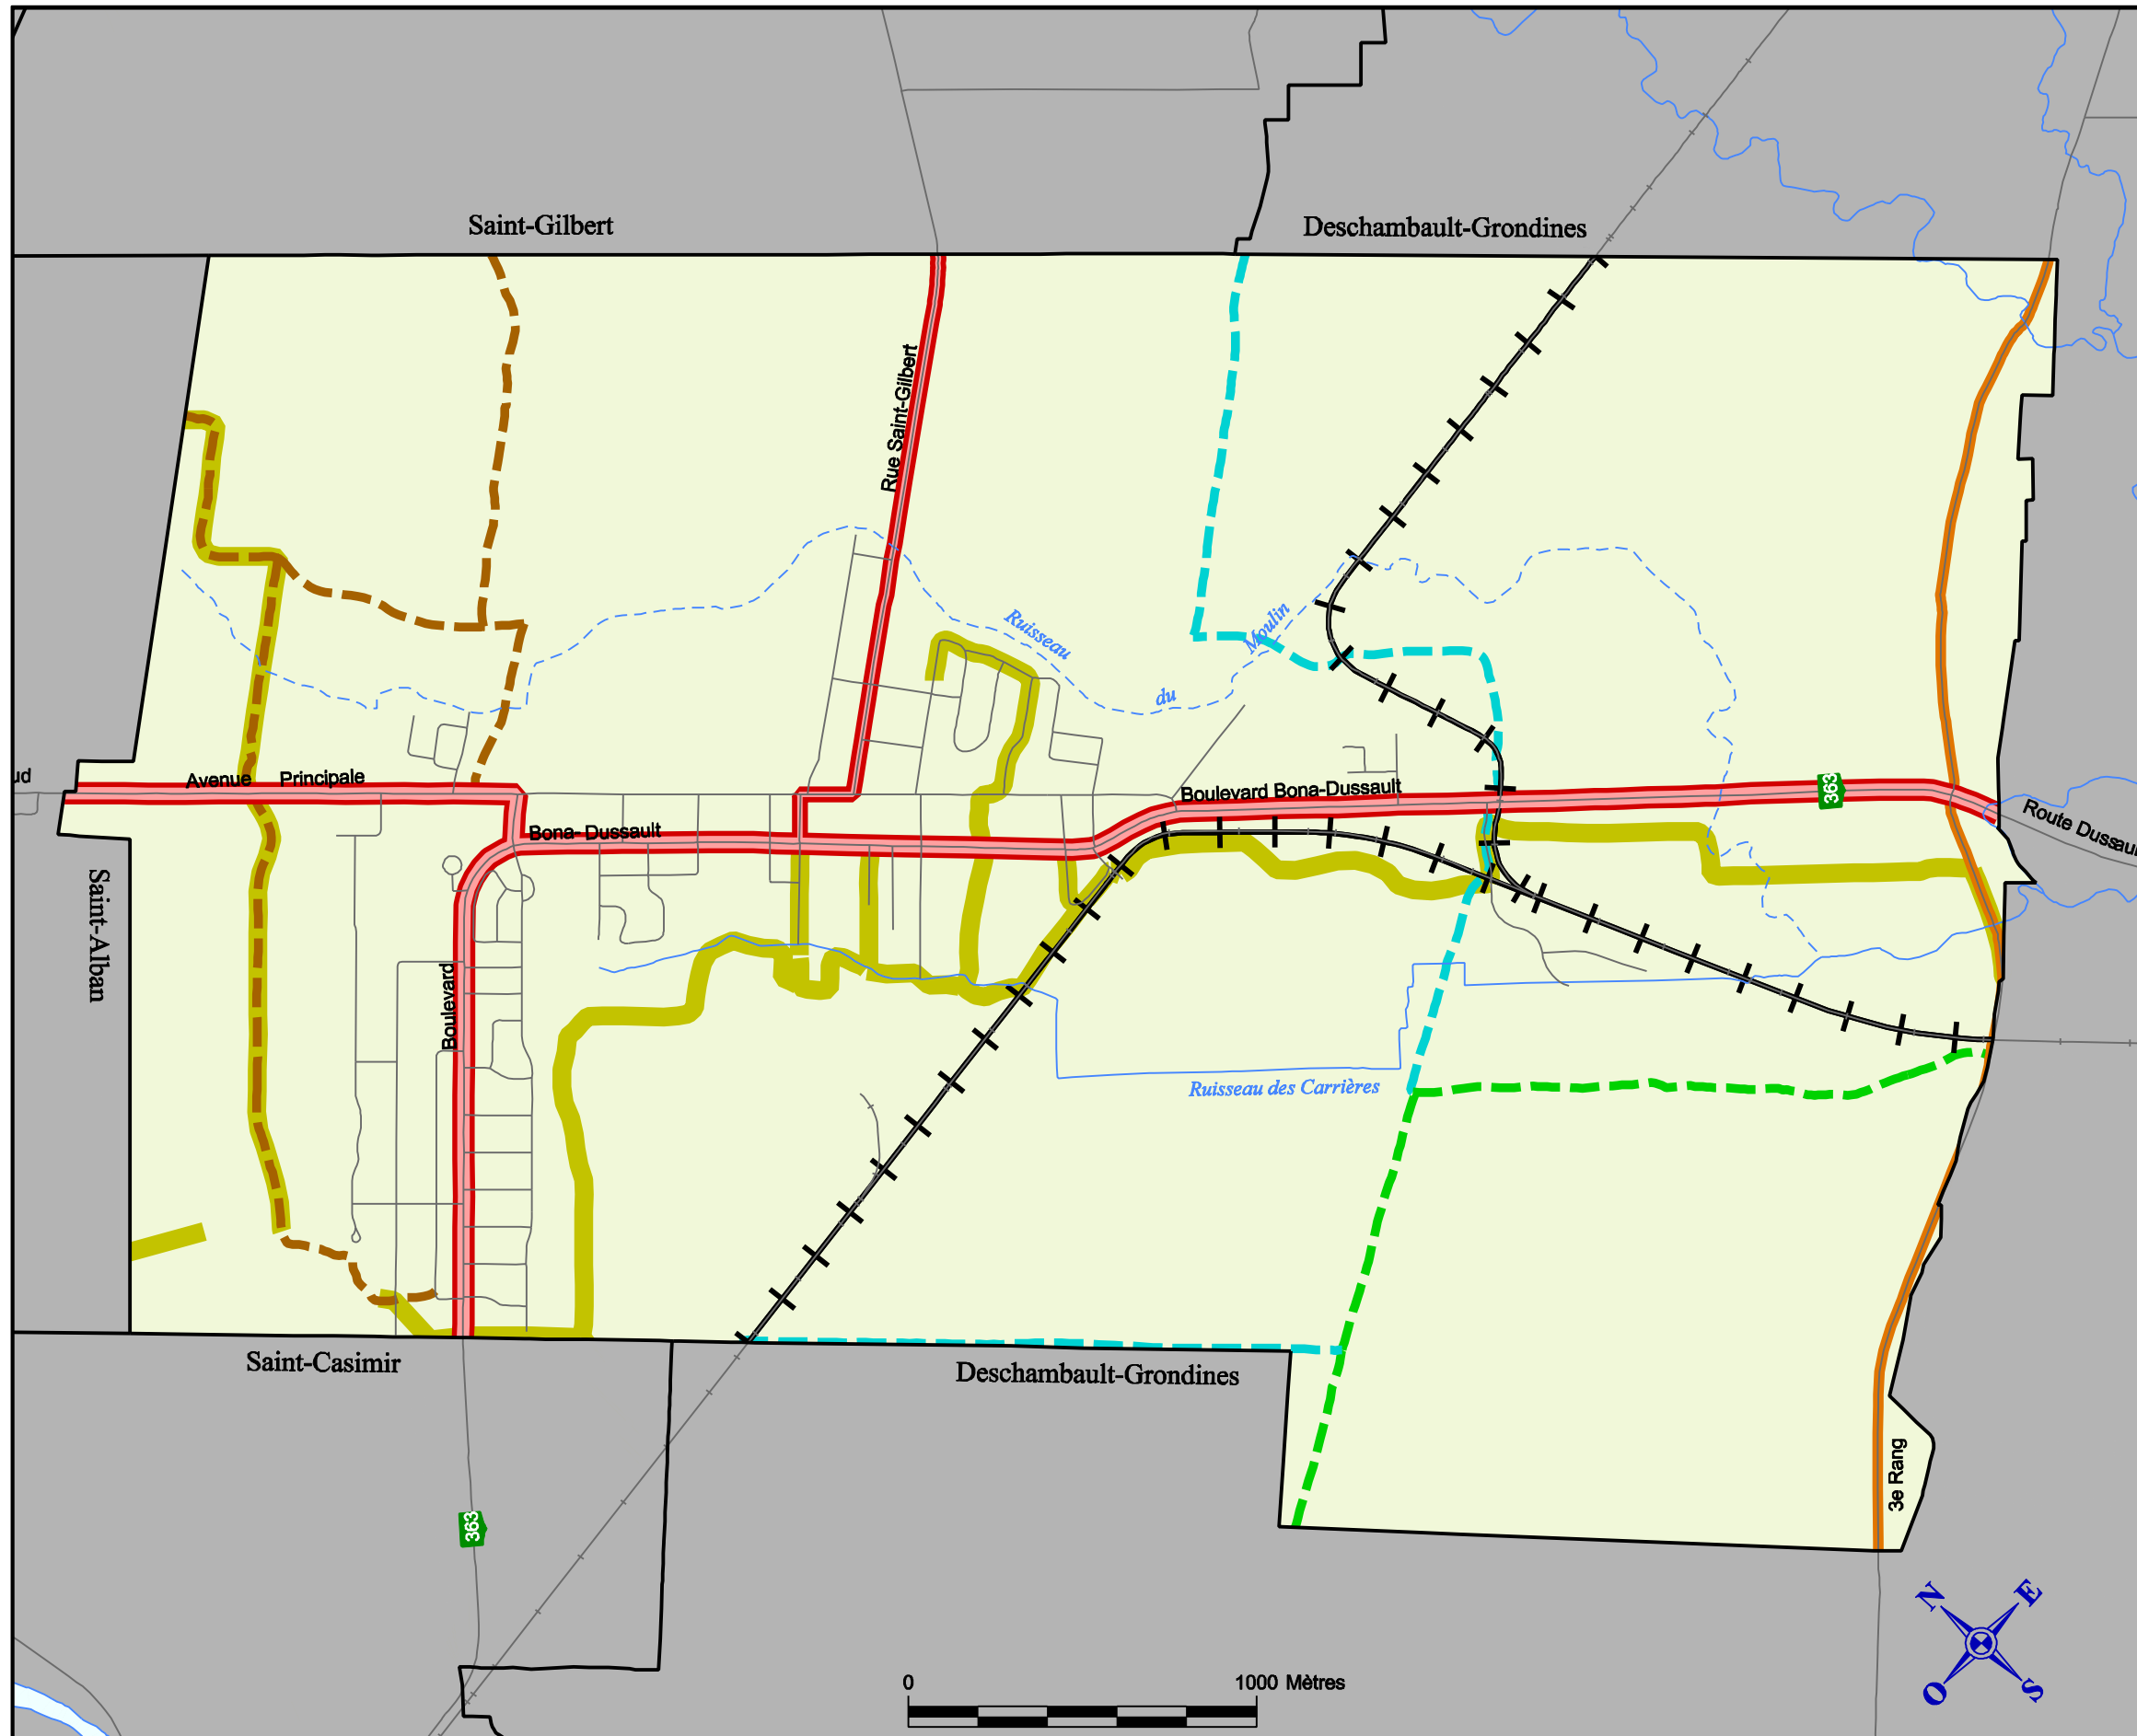 Saint-Gilbert
Deschambault-Grondines
Rue Saint-Gilbert
Ruisseau
du
Moulin
ud
Avenue Principale
Boulevard Bona-Dussault
363
Route Dussau
Bona-Dussault
Saint-Alban
Boulevard
Ruisseau des Carrières
Saint-Casimir
Deschambault-Grondines
3e Rang
363
N
E
O
S
0
1000 Mètres